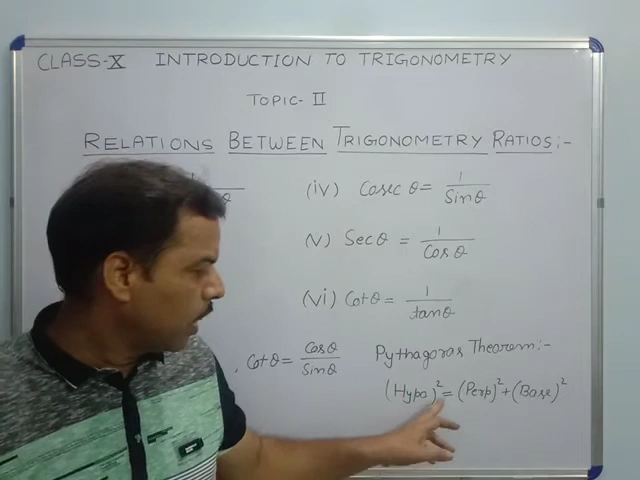 CLASS-X INTRODUCTION TO TRIGONOMETRY
TOPIC-II
RELATIONS BETWEEN TRIGONOMETRY RATIOS:-
(iv) Cosec θ = 1/Sinθ
(v) Secθ = 1/Cosθ
(vi) Cotθ = 1/tanθ
, Cotθ = Cosθ/Sinθ
Pythagoras Theorem:-
(Hypo)² = (Perp)² + (Base)²